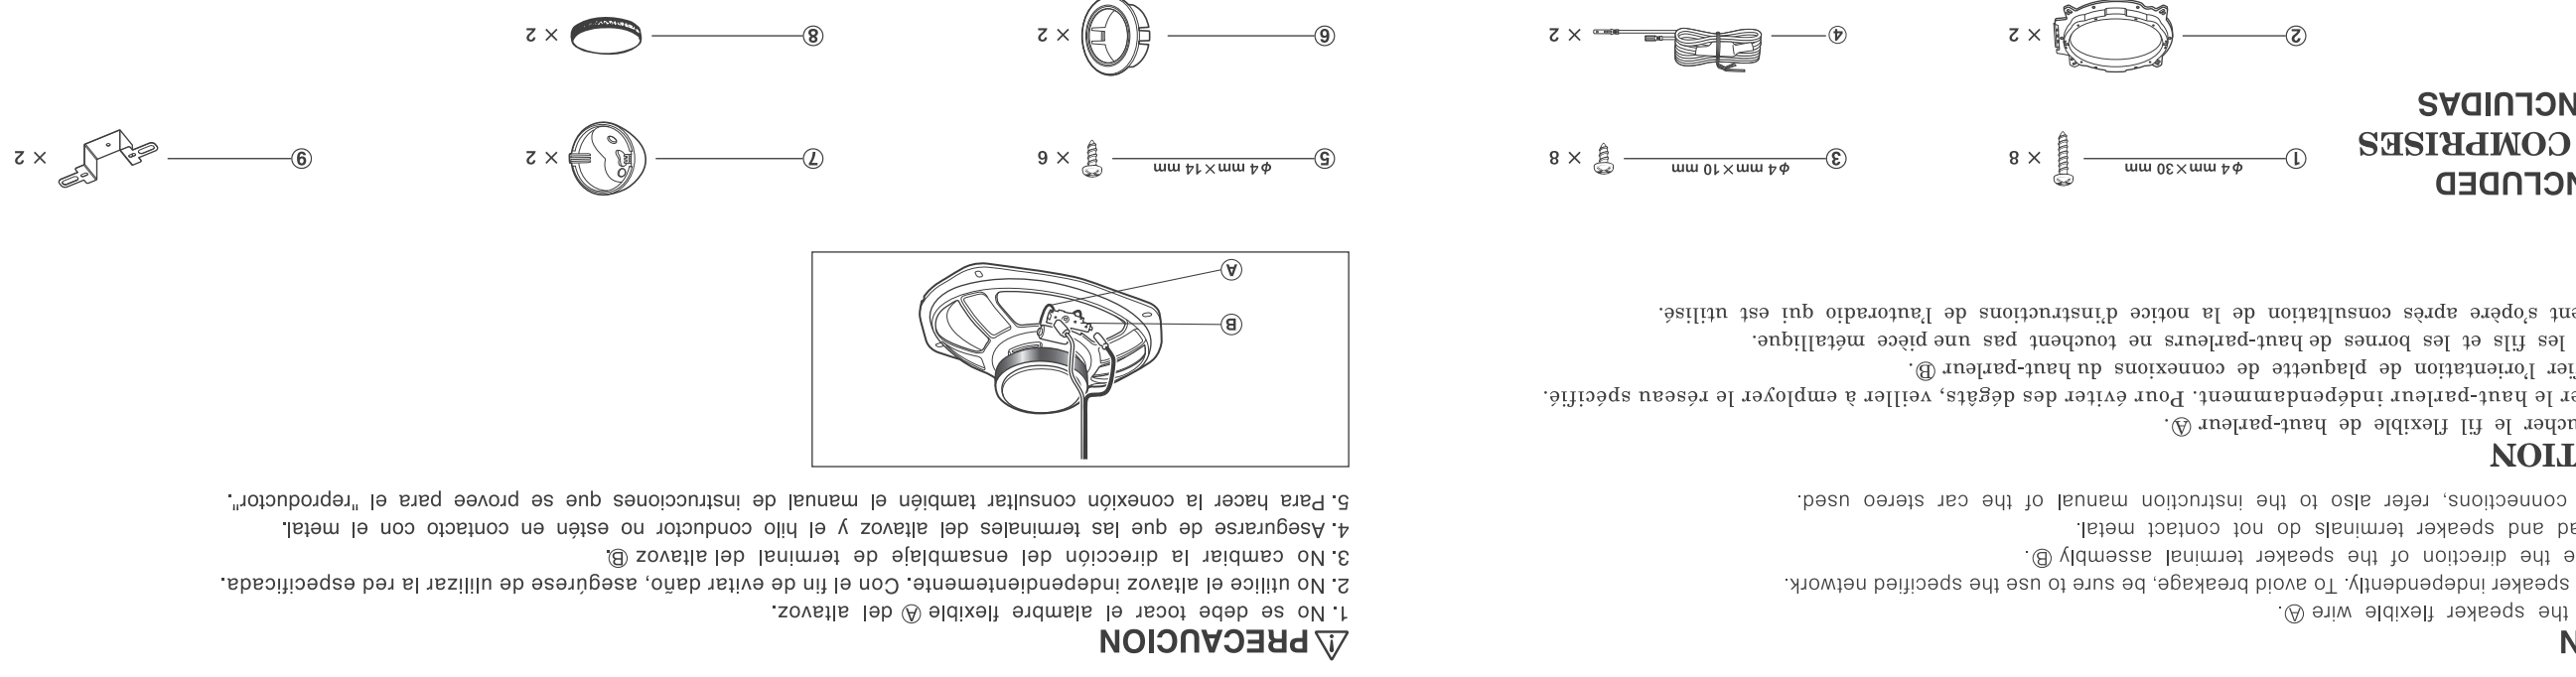 N
the speaker flexible wire Ⓐ.
speaker independently. To avoid breakage, be sure to use the specified network.
e the direction of the speaker terminal assembly Ⓑ.
ad and speaker terminals do not contact metal.
connections, refer also to the instruction manual of the car stereo used.
TION
ucher le fil flexible de haut-parleur Ⓐ.
er le haut-parleur indépendamment. Pour éviter des dégâts, veiller à employer le réseau spécifié.
ier l'orientation de plaquette de connexions du haut-parleur Ⓑ.
les fils et les bornes de haut-parleurs ne touchent pas une pièce métallique.
ent s'opère après consultation de la notice d'instructions de l'autoradio qui est utilisé.
⚠ PRECAUCION
1. No se debe tocar el alambre flexible Ⓐ del altavoz.
2. No utilice el altavoz independientemente. Con el fin de evitar daño, asegúrese de ulilizar la red especificada.
3. No cambiar la dirección del ensamblaje de terminal del altavoz Ⓑ.
4. Asegurarse de que las terminales del altavoz y el hilo conductor no estén en contacto con el metal.
5. Para hacer la conexión consultar también el manual de instrucciones que se provee para el "reproductor".
Ⓑ
Ⓐ
NCLUDED
COMPRISES
NCLUIDAS
① φ4 mm×30 mm × 8
③ φ4 mm×10 mm × 8
⑤ φ4 mm×14 mm × 6
⑦ × 2
⑨ × 2
② × 2
④ × 2
⑥ × 2
⑧ × 2